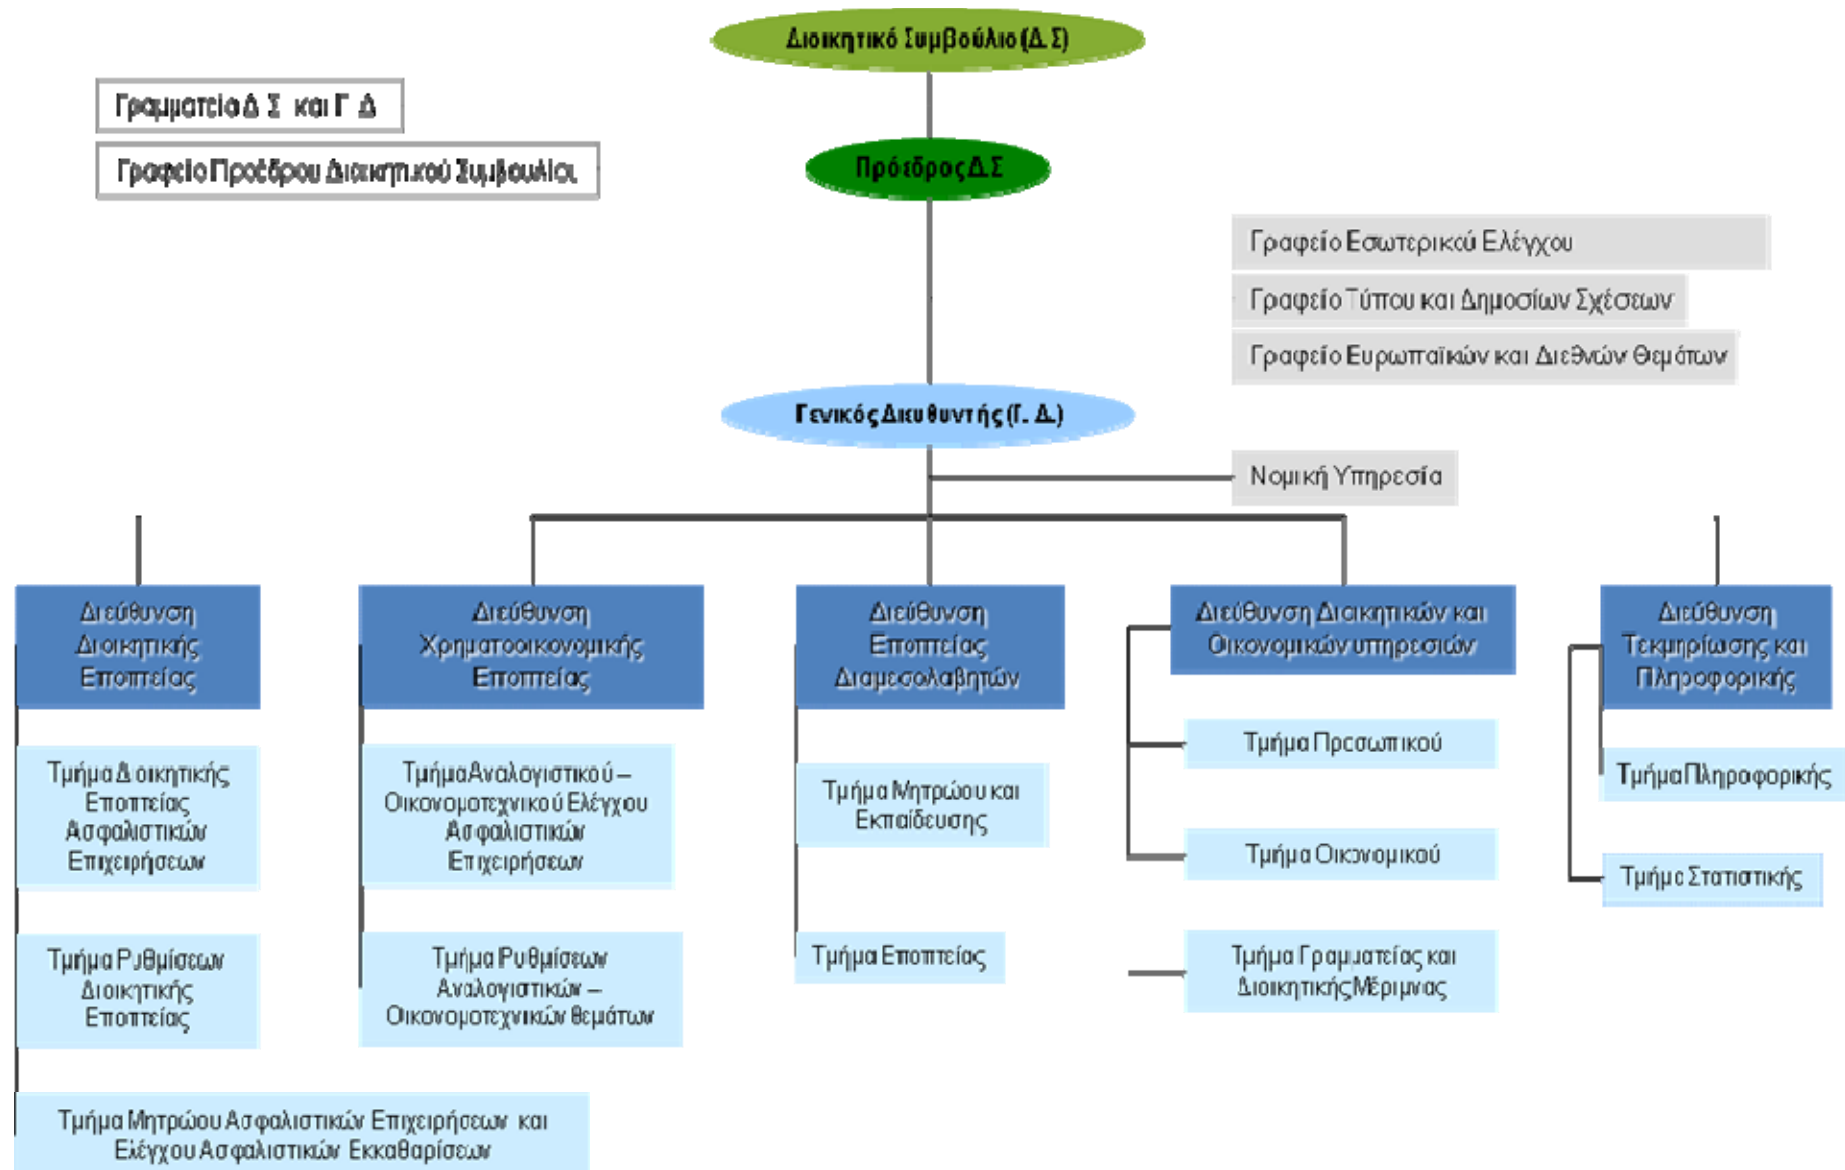 Διοικητικό Συμβούλιο (Δ.Σ)
Γραμματεία Δ Σ και Γ Δ
Γραφείο Προέδρου Διοικητικού Συμβουλίου
Πρόεδρος Δ.Σ
Γραφείο Εσωτερικού Ελέγχου
Γραφείο Τύπου και Δημοσίων Σχέσεων
Γραφείο Ευρωπαϊκών και Διεθνών Θεμάτων
Γενικός Διευθυντής (Γ. Δ.)
Νομική Υπηρεσία
Διεύθυνση
Διοικητικής
Εποπτείας
Τμήμα Διοικητικής
Εποπτείας
Ασφαλιστικών
Επιχειρήσεων
Τμήμα Ρυθμίσεων
Διοικητικής
Εποπτείας
Τμήμα Μητρώου Ασφαλιστικών Επιχειρήσεων και
Ελέγχου Ασφαλιστικών Εκκαθαρίσεων
Διεύθυνση
Χρηματοοικονομικής
Εποπτείας
Τμήμα Αναλογιστικού –
Οικονομοτεχνικού Ελέγχου
Ασφαλιστικών
Επιχειρήσεων
Τμήμα Ρυθμίσεων
Αναλογιστικών –
Οικονομοτεχνικών θεμάτων
Διεύθυνση
Εποπτείας
Διαμεσολαβητών
Τμήμα Μητρώου και
Εκπαίδευσης
Τμήμα Εποπτείας
Διεύθυνση Διοικητικών και
Οικονομικών υπηρεσιών
Τμήμα Προσωπικού
Τμήμα Οικονομικού
Τμήμα Γραμματείας και
Διοικητικής Μέριμνας
Διεύθυνση
Τεκμηρίωσης και
Πληροφορικής
Τμήμα Πληροφορικής
Τμήμα Στατιστικής